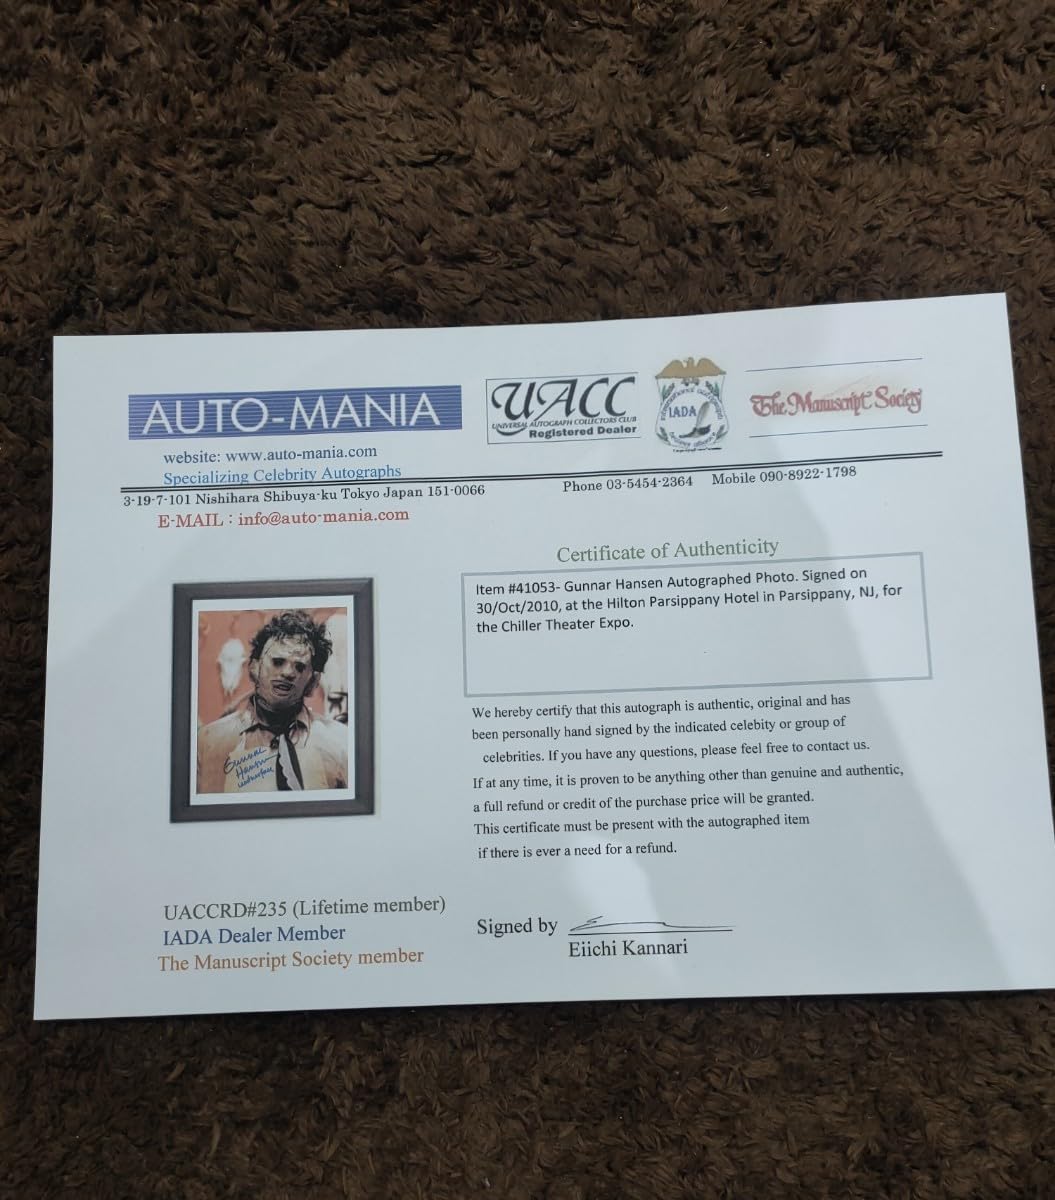 AUTO-MANIA
website: www.auto-mania.com
Specializing Celebrity Autographs
UACC
UNIVERSAL AUTOGRAPH COLLECTORS CLUB
Registered Dealer
IADA
The Manuscript Society
3-19-7-101 Nishihara Shibuya-ku Tokyo Japan 151-0066
Phone 03-5454-2364 Mobile 090-8922-1798
E-MAIL : info@auto-mania.com
Certificate of Authenticity
Item #41053- Gunnar Hansen Autographed Photo. Signed on
30/Oct/2010, at the Hilton Parsippany Hotel in Parsippany, NJ, for
the Chiller Theater Expo.
Gunnar
Hansen
We hereby certify that this autograph is authentic, original and has
been personally hand signed by the indicated celebity or group of
celebrities. If you have any questions, please feel free to contact us.
If at any time, it is proven to be anything other than genuine and authentic,
a full refund or credit of the purchase price will be granted.
This certificate must be present with the autographed item
if there is ever a need for a refund.
UACCRD#235 (Lifetime member)
IADA Dealer Member
The Manuscript Society member
Signed by
Eiichi Kannari